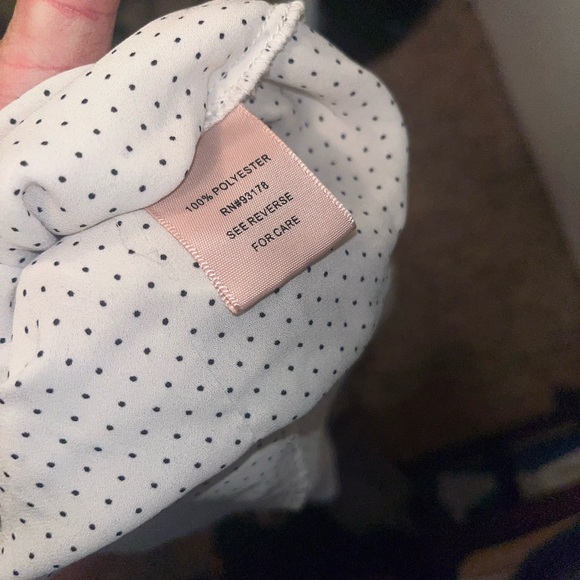 100% POLYESTER
RN#93178
SEE REVERSE
FOR CARE